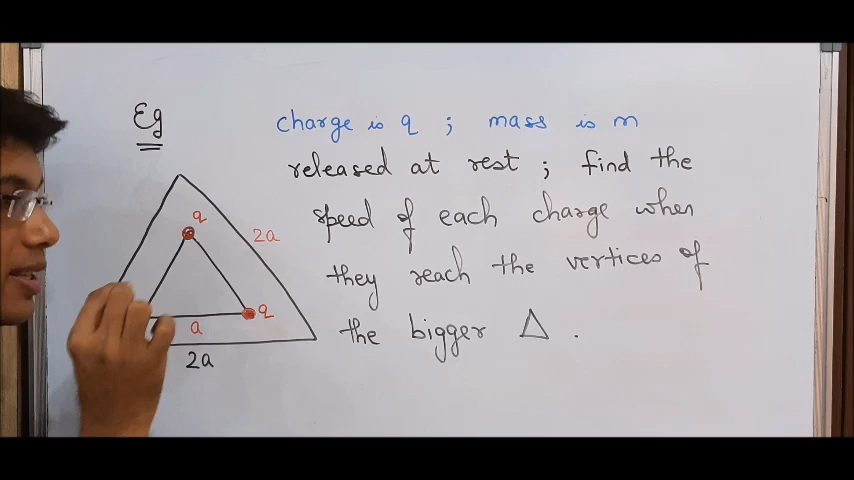 Eg
charge is q ; mass is m
released at rest ; find the
speed of each charge when
they reach the vertices of
the bigger Δ .
q
2a
q
a
2a